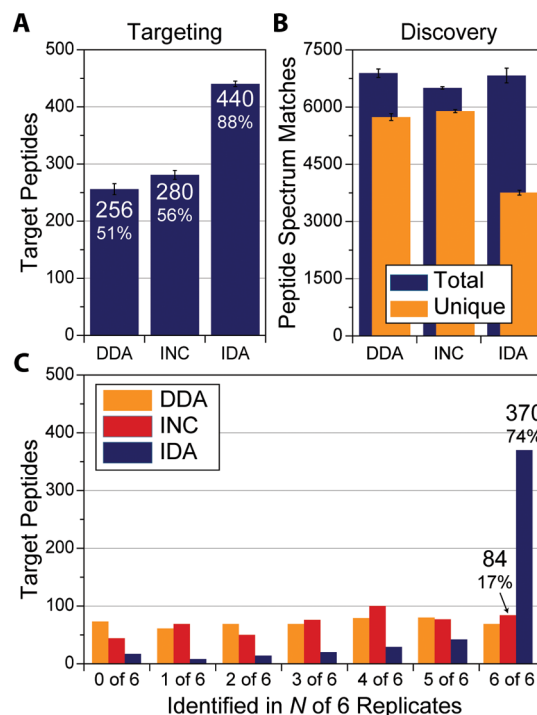 A
Targeting
500
400
300
200
100
0
Target Peptides
256
51%
280
56%
440
88%
DDA
INC
IDA
B
Discovery
7500
6000
4500
3000
1500
0
Peptide Spectrum Matches
Total
Unique
DDA
INC
IDA
C
500
400
300
200
100
0
Target Peptides
DDA
INC
IDA
370
74%
84
17%
0 of 6
1 of 6
2 of 6
3 of 6
4 of 6
5 of 6
6 of 6
Identified in N of 6 Replicates